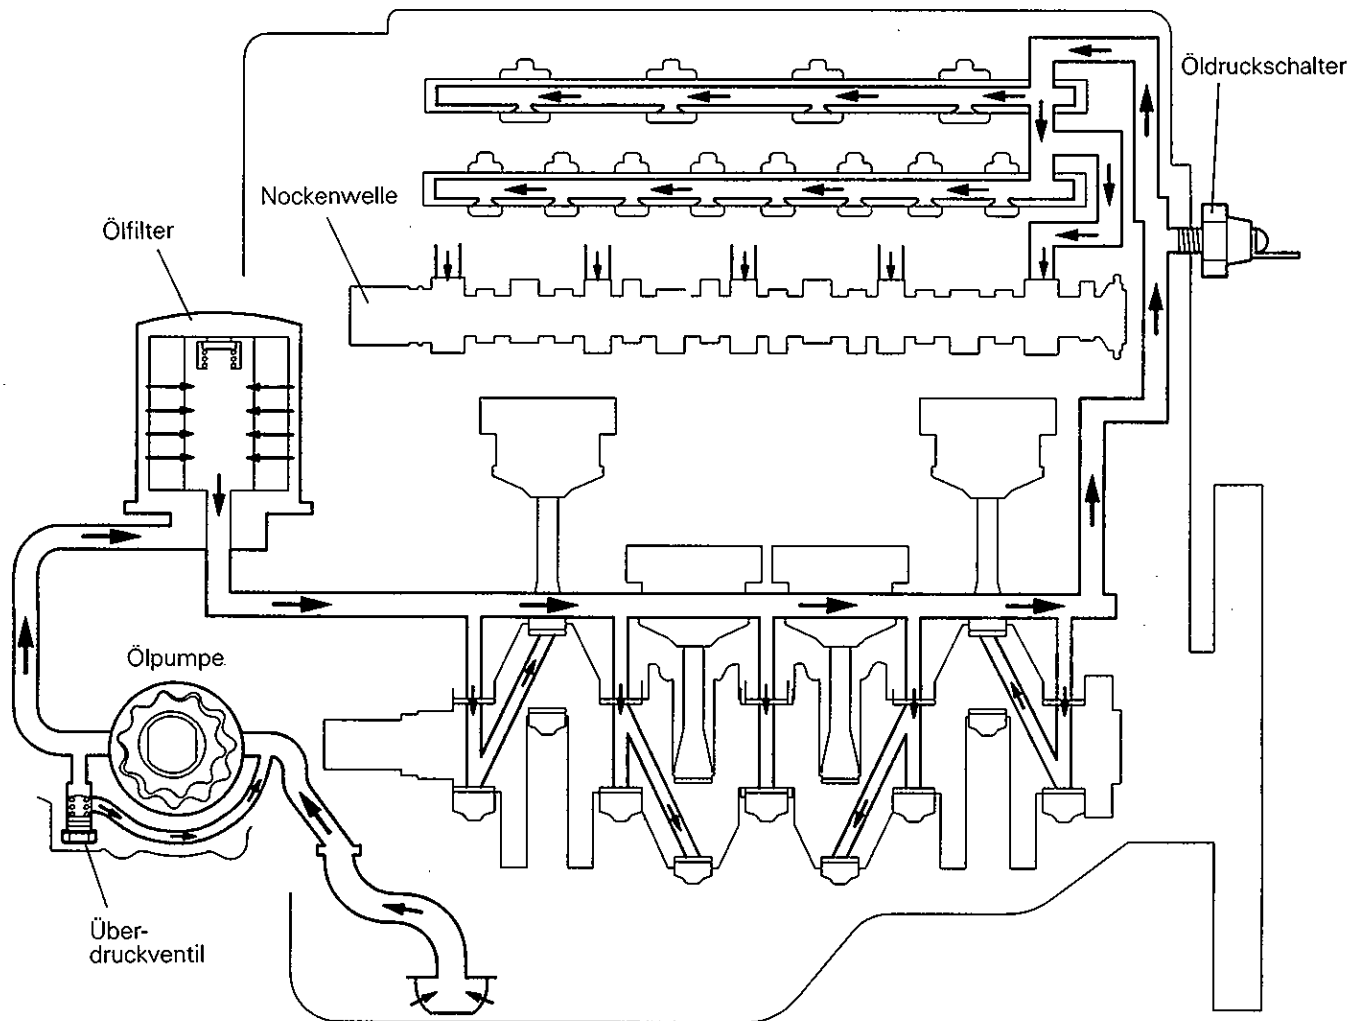 Öldruckschalter
Nockenwelle
Ölfilter
Ölpumpe
Über-
druckventil